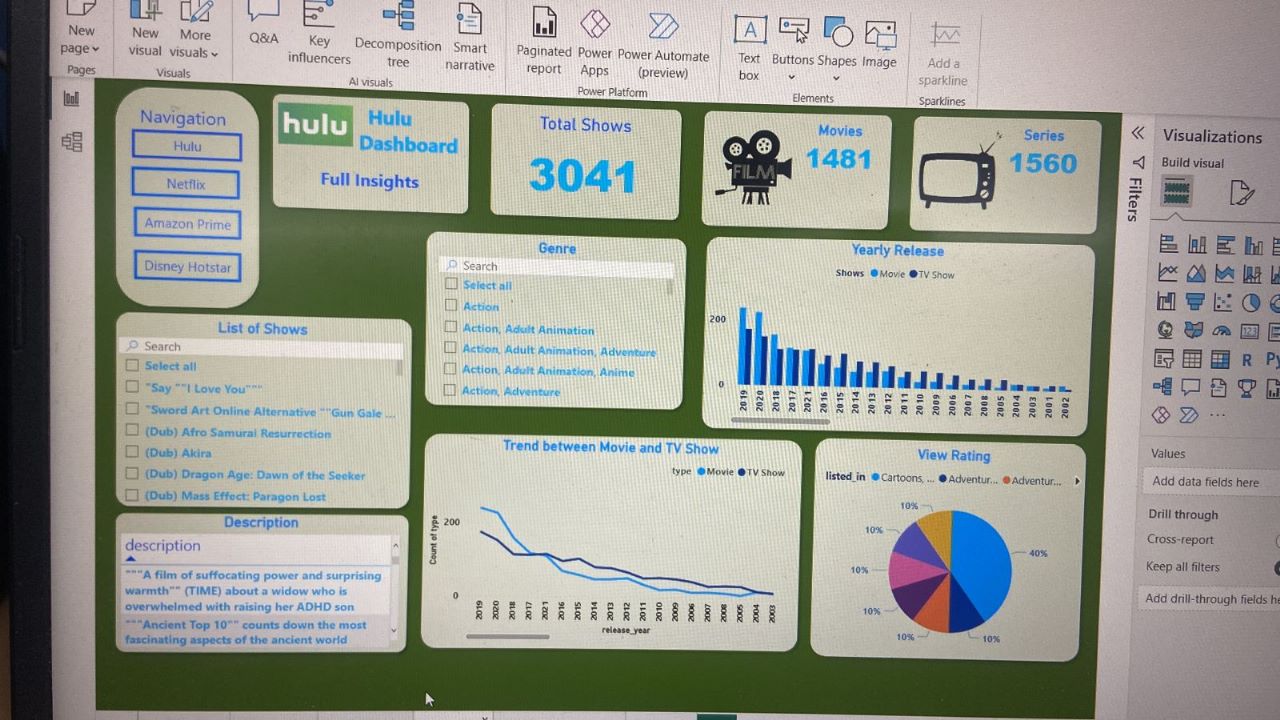 New
page
Pages
New
visual
More
visuals
Visuals
Q&A
Key
influencers
Decomposition
tree
Smart
narrative
AI visuals
Paginated
report
Power
Apps
Power Automate
(preview)
Power Platform
Text
box
Buttons
Shapes
Image
Elements
Add a
sparkline
Sparklines
Navigation
Hulu
Netflix
Amazon Prime
Disney Hotstar
hulu
Hulu
Dashboard
Full Insights
Total Shows
3041
FILM
Movies
1481
Series
1560
Filters
Visualizations
Build visual
123
R
Py
Values
Add data fields here
Drill through
Cross-report
Keep all filters
Add drill-through fields he
Genre
Search
Select all
Action
Action, Adult Animation
Action, Adult Animation, Adventure
Action, Adult Animation, Anime
Action, Adventure
Yearly Release
Shows Movie TV Show
200
0
2019 2020 2018 2017 2021 2016 2015 2014 2013 2012 2011 2010 2009 2006 2007 2008 2005 2004 2003 2001 2002
List of Shows
Search
Select all
"Say ""I Love You"""
"Sword Art Online Alternative ""Gun Gale ...
(Dub) Afro Samurai Resurrection
(Dub) Akira
(Dub) Dragon Age: Dawn of the Seeker
(Dub) Mass Effect: Paragon Lost
Description
description
"""A film of suffocating power and surprising
warmth"" (TIME) about a widow who is
overwhelmed with raising her ADHD son
"""Ancient Top 10"" counts down the most
fascinating aspects of the ancient world
Trend between Movie and TV Show
type Movie TV Show
Count of type
200
0
2019 2020 2018 2017 2021 2016 2015 2014 2013 2012 2011 2010 2009 2006 2007 2008 2005 2004 2003
release_year
View Rating
listed_in Cartoons, ... Adventur... Adventur...
10%
10%
40%
10%
10%
10%
10%